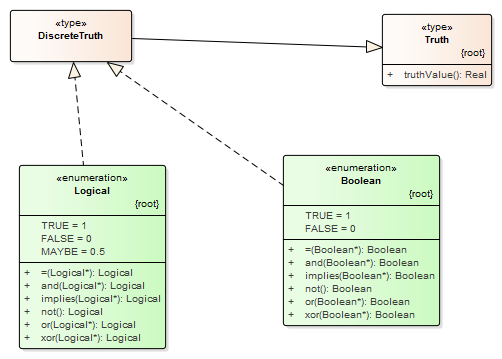 «type»
DiscreteTruth
«type»
Truth
{root}
+ truthValue(): Real
«enumeration»
Logical
{root}
TRUE = 1
FALSE = 0
MAYBE = 0.5
+ =(Logical*): Logical
+ and(Logical*): Logical
+ implies(Logical*): Logical
+ not(): Logical
+ or(Logical*): Logical
+ xor(Logical*): Logical
«enumeration»
Boolean
{root}
TRUE = 1
FALSE = 0
+ =(Boolean*): Boolean
+ and(Boolean*): Boolean
+ implies(Boolean*): Boolean
+ not(): Boolean
+ or(Boolean*): Boolean
+ xor(Boolean*): Boolean